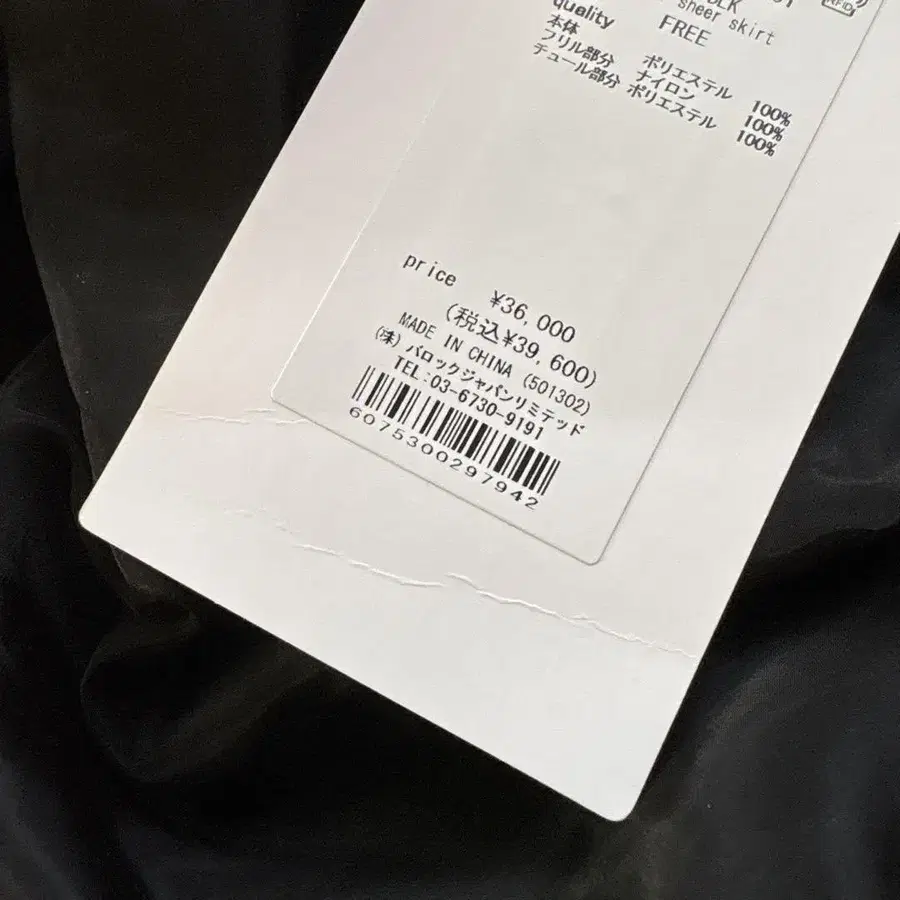 BLK
sheer skirt
FREE
quality
本体 ポリエステル 100%
フリル部分 ナイロン 100%
チュール部分 ポリエステル 100%
price
¥36,000
(税込¥39,600)
MADE IN CHINA (501302)
(株) バロックジャパンリミテッド
TEL:03-6730-9191
6075300297942